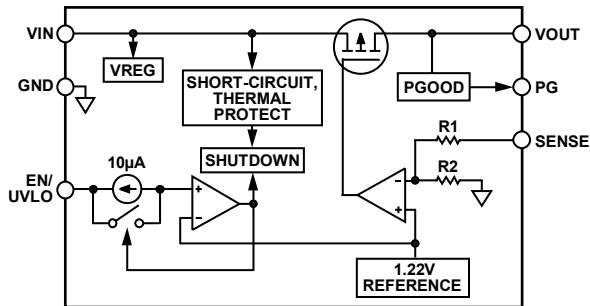 VIN
VOUT
VREG
GND
SHORT-CIRCUIT,
THERMAL
PROTECT
PGOOD
PG
R1
SENSE
SHUTDOWN
10µA
R2
EN/
UVLO
+
–
–
+
1.22V
REFERENCE